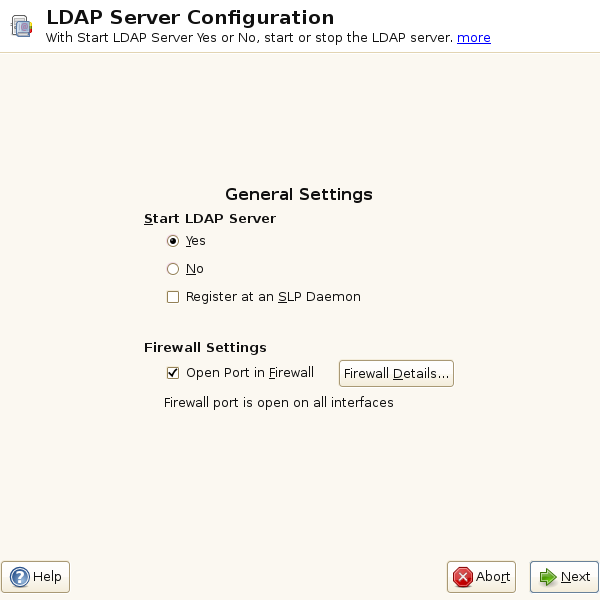 LDAP Server Configuration
With Start LDAP Server Yes or No, start or stop the LDAP server. more
General Settings
Start LDAP Server
Yes
No
Register at an SLP Daemon
Firewall Settings
Open Port in Firewall
Firewall Details...
Firewall port is open on all interfaces
Help
Abort
Next